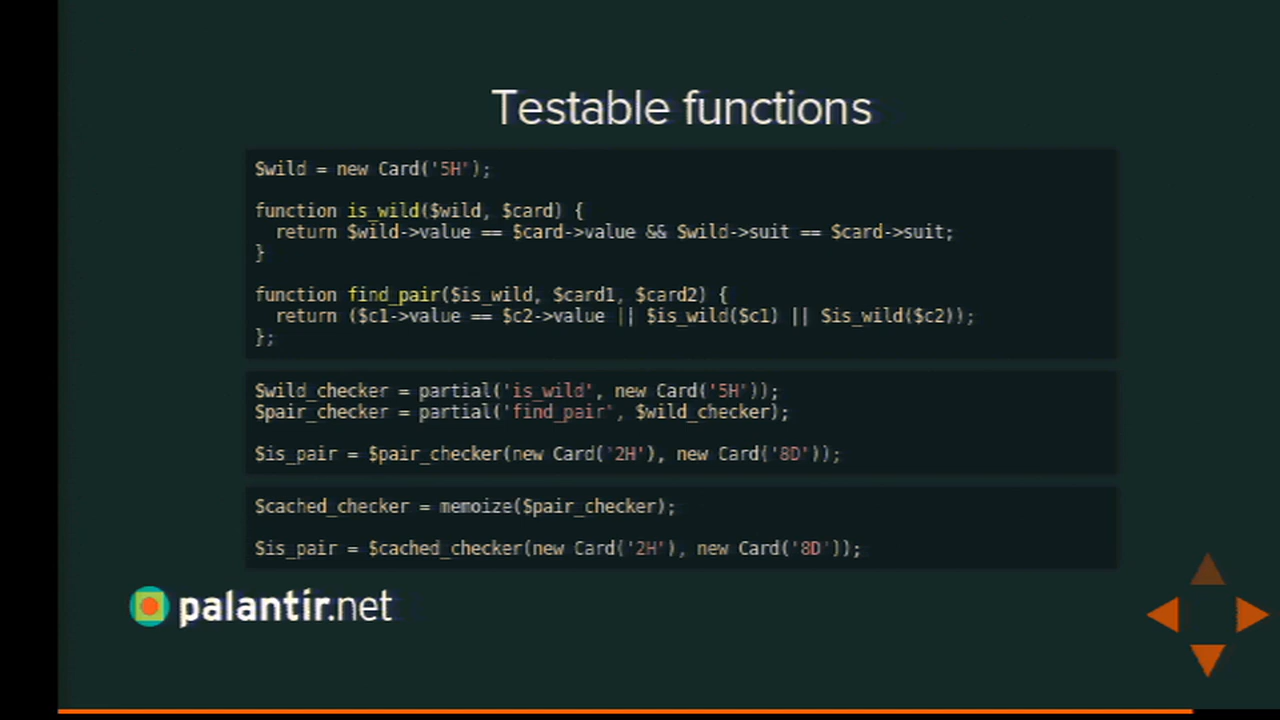 Testable functions
$wild = new Card('5H');
function is_wild($wild, $card) {
return $wild->value == $card->value && $wild->suit == $card->suit;
}
function find_pair($is_wild, $card1, $card2) {
return ($c1->value == $c2->value || $is_wild($c1) || $is_wild($c2));
};
$wild_checker = partial('is_wild', new Card('5H'));
$pair_checker = partial('find_pair', $wild_checker);
$is_pair = $pair_checker(new Card('2H'), new Card('8D'));
$cached_checker = memoize($pair_checker);
$is_pair = $cached_checker(new Card('2H'), new Card('8D'));
palantir.net